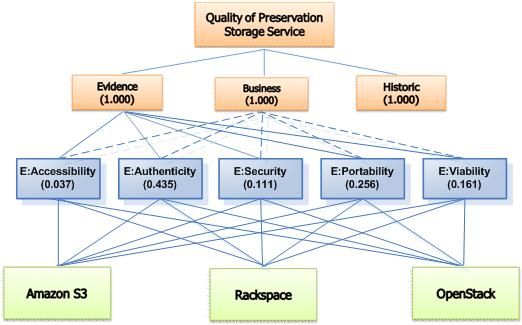 Quality of Preservation
Storage Service
Evidence
(1.000)
Business
(1.000)
Historic
(1.000)
E:Accessibility
(0.037)
E:Authenticity
(0.435)
E:Security
(0.111)
E:Portability
(0.256)
E:Viability
(0.161)
Amazon S3
Rackspace
OpenStack